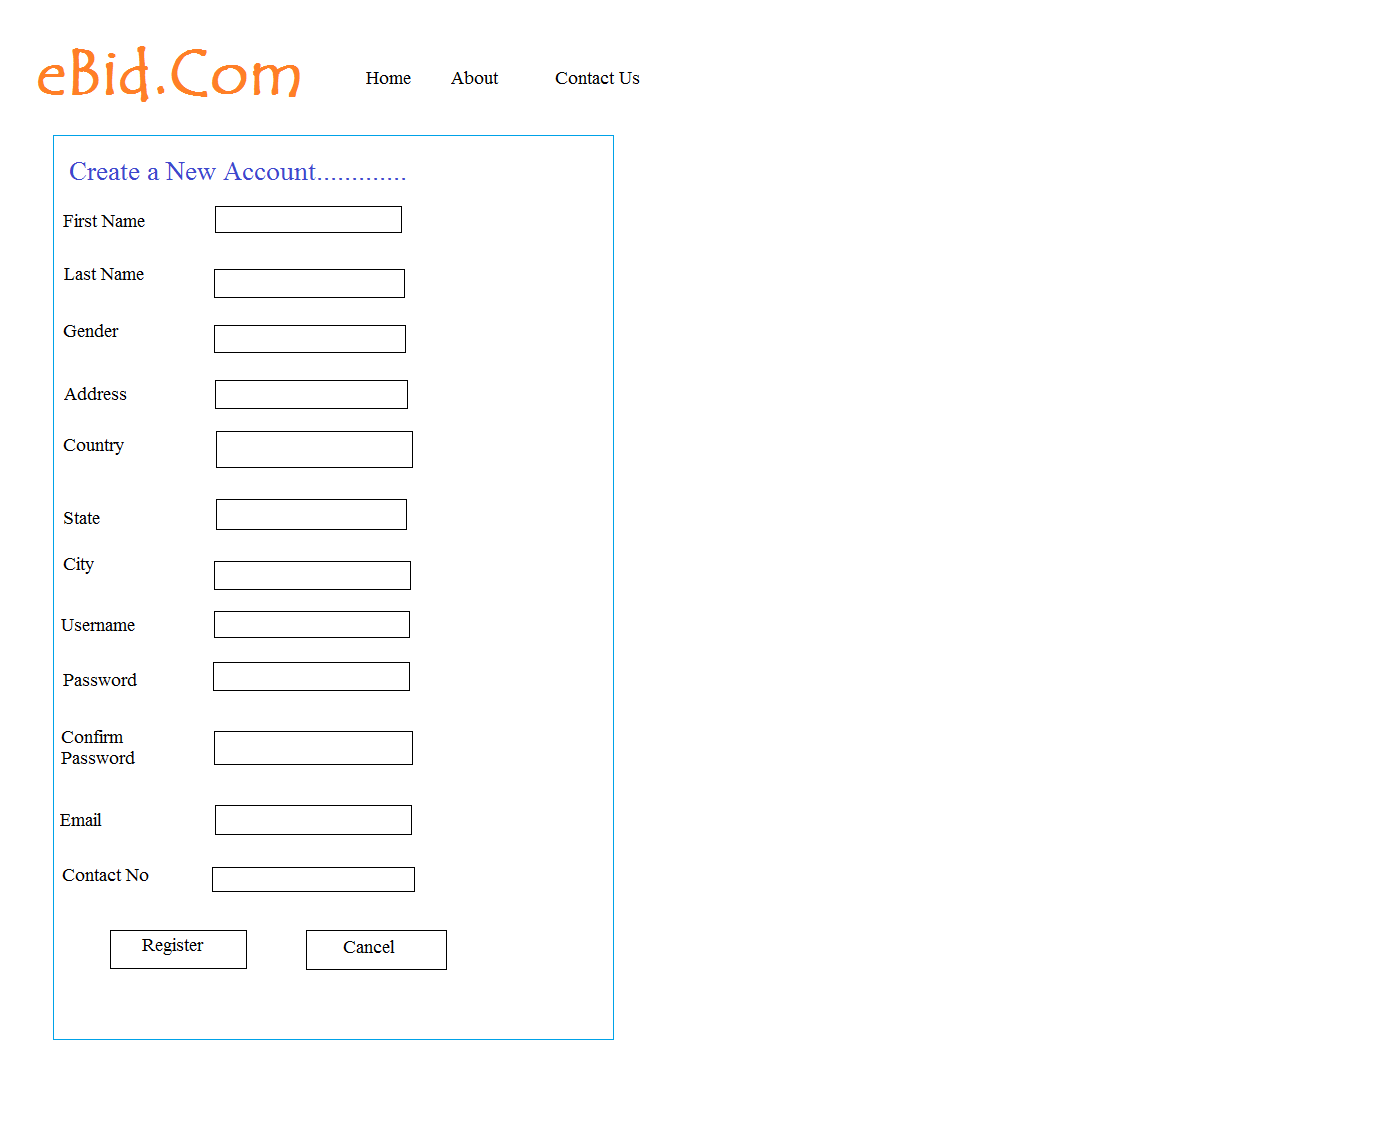 eBid.Com Home About Contact Us
Create a New Account.............
First Name
Last Name
Gender
Address
Country
State
City
Username
Password
Confirm
Password
Email
Contact No
Register Cancel